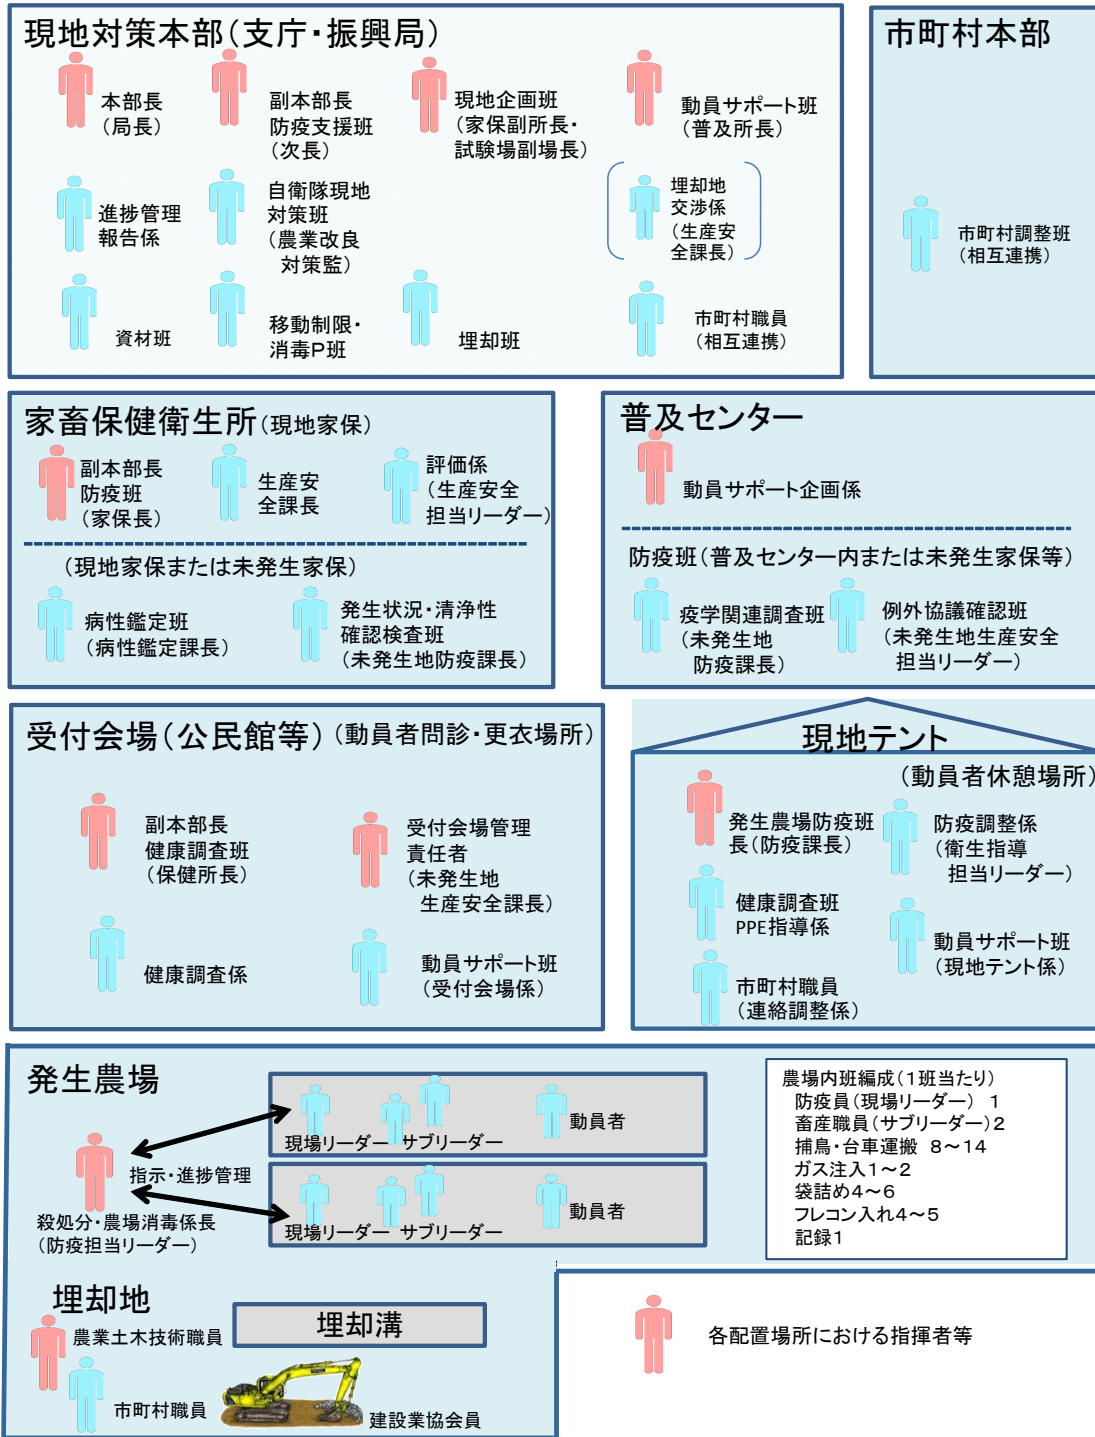 現地対策本部（支庁・振興局）
本部長
（局長）
副本部長
防疫支援班
（次長）
現地企画班
（家保副所長・
試験場副場長）
動員サポート班
（普及所長）
進捗管理
報告係
自衛隊現地
対策班
（農業改良
対策監）
埋却地
交渉係
（生産安
全課長）
資材班
移動制限・
消毒Ｐ班
埋却班
市町村職員
（相互連携）
市町村本部
市町村調整班
（相互連携）
家畜保健衛生所（現地家保）
副本部長
防疫班
（家保長）
生産安
全課長
評価係
（生産安全
担当リーダー）
（現地家保または未発生家保）
病性鑑定班
（病性鑑定課長）
発生状況・清浄性
確認検査班
（未発生地防疫課長）
普及センター
動員サポート企画係
防疫班（普及センター内または未発生家保等）
疫学関連調査班
（未発生地
防疫課長）
例外協議確認班
（未発生地生産安全
担当リーダー）
受付会場（公民館等）（動員者問診・更衣場所）
副本部長
健康調査班
（保健所長）
受付会場管理
責任者
（未発生地
生産安全課長）
健康調査係
動員サポート班
（受付会場係）
現地テント
（動員者休憩場所）
発生農場防疫班
長（防疫課長）
防疫調整係
（衛生指導
担当リーダー）
健康調査班
PPE指導係
動員サポート班
（現地テント係）
市町村職員
（連絡調整係）
発生農場
現場リーダー サブリーダー
動員者
指示・進捗管理
現場リーダー サブリーダー
動員者
殺処分・農場消毒係長
（防疫担当リーダー）
農場内班編成（１班当たり）
防疫員（現場リーダー） １
畜産職員（サブリーダー）２
捕鳥・台車運搬 ８～１４
ガス注入１～２
袋詰め４～６
フレコン入れ４～５
記録１
埋却地
農業土木技術職員
市町村職員
埋却溝
建設業協会員
各配置場所における指揮者等